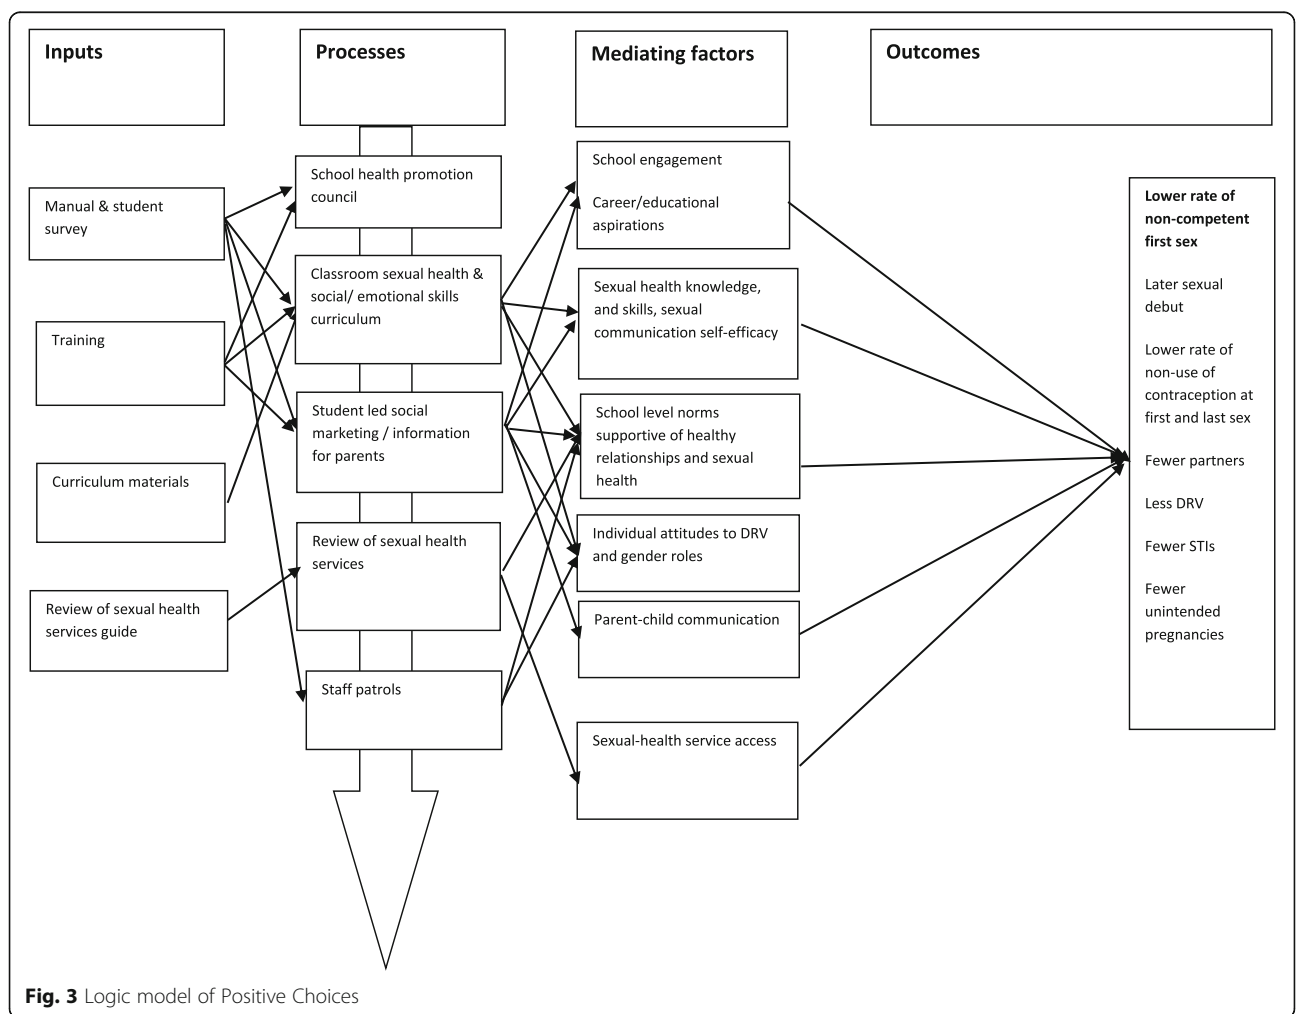 Inputs
Processes
Mediating factors
Outcomes
Manual & student
survey
Training
Curriculum materials
Review of sexual health
services guide
School health promotion
council
Classroom sexual health &
social/ emotional skills
curriculum
Student led social
marketing / information
for parents
Review of sexual health
services
Staff patrols
School engagement
Career/educational
aspirations
Sexual health knowledge,
and skills, sexual
communication self-efficacy
School level norms
supportive of healthy
relationships and sexual
health
Individual attitudes to DRV
and gender roles
Parent-child communication
Sexual-health service access
Lower rate of
non-competent
first sex
Later sexual
debut
Lower rate of
non-use of
contraception at
first and last sex
Fewer partners
Less DRV
Fewer STIs
Fewer
unintended
pregnancies
Fig. 3 Logic model of Positive Choices